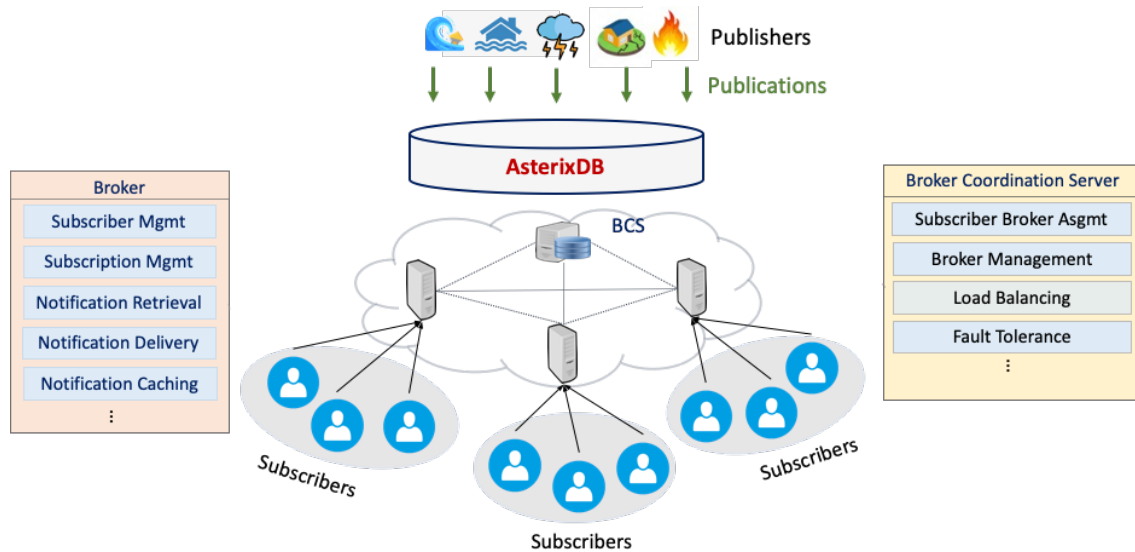 Publishers
Publications
AsterixDB
Broker
Subscriber Mgmt
Subscription Mgmt
Notification Retrieval
Notification Delivery
Notification Caching
⋮
BCS
Broker Coordination Server
Subscriber Broker Asgmt
Broker Management
Load Balancing
Fault Tolerance
⋮
Subscribers
Subscribers
Subscribers